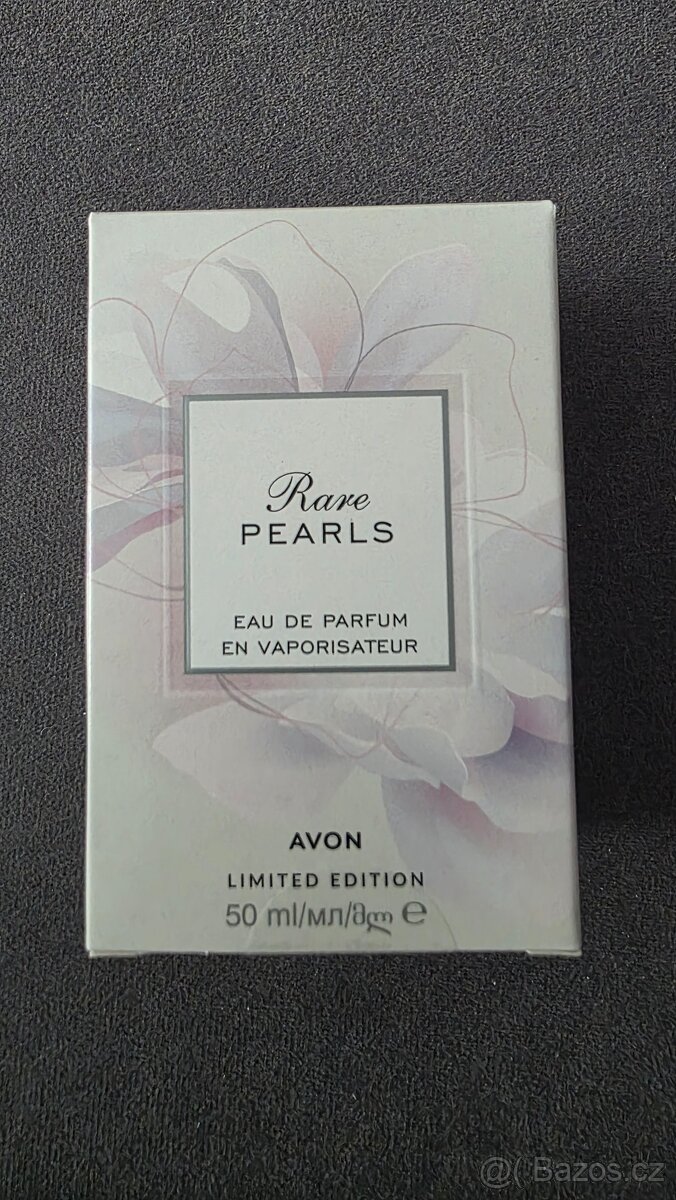 Rare
PEARLS
EAU DE PARFUM
EN VAPORISATEUR
AVON
LIMITED EDITION
50 ml/мл/მლ ℮
@( Bazos.cz